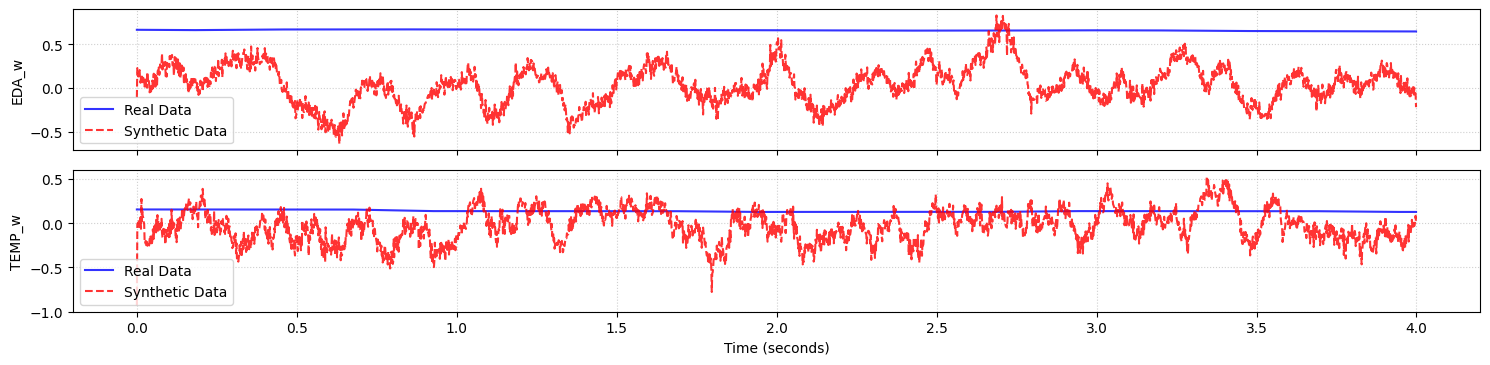 EDA_w
0.5
0.0
−0.5
Real Data
Synthetic Data
TEMP_w
0.5
0.0
−0.5
−1.0
Real Data
Synthetic Data
0.0 0.5 1.0 1.5 2.0 2.5 3.0 3.5 4.0
Time (seconds)